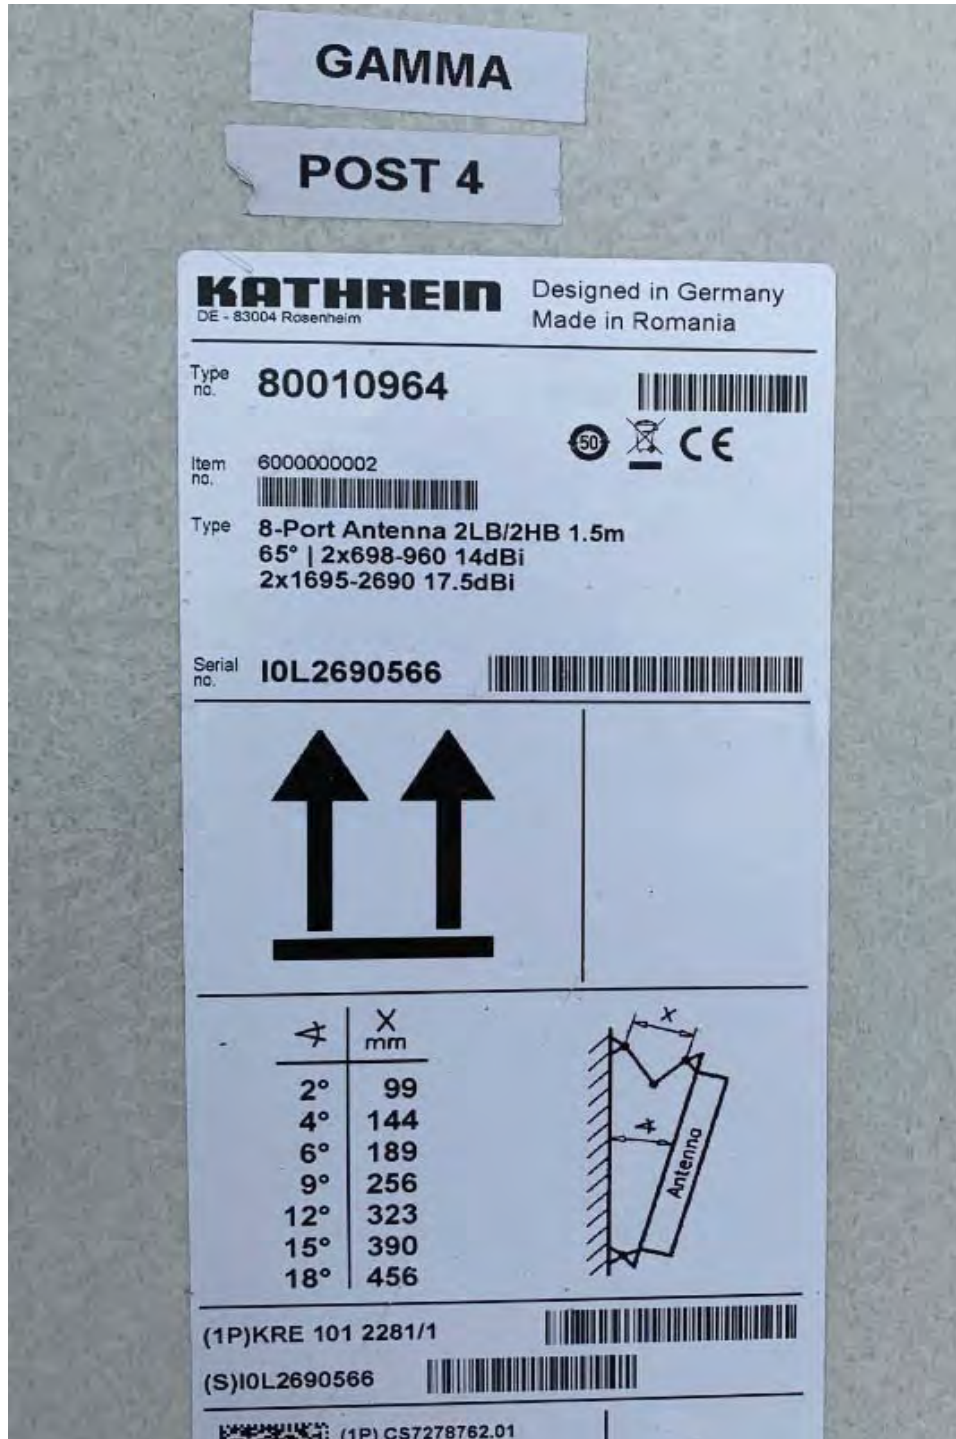 GAMMA
POST 4
KATHREIN
DE - 83004 Rosenheim
Designed in Germany
Made in Romania
Type no. 80010964
50
CE
Item no. 6000000002
Type 8-Port Antenna 2LB/2HB 1.5m
65° | 2x698-960 14dBi
2x1695-2690 17.5dBi
Serial no. I0L2690566
X
mm
2° 99
4° 144
6° 189
9° 256
12° 323
15° 390
18° 456
X
Antenna
(1P)KRE 101 2281/1
(S)I0L2690566
(1P) CS7278762.01